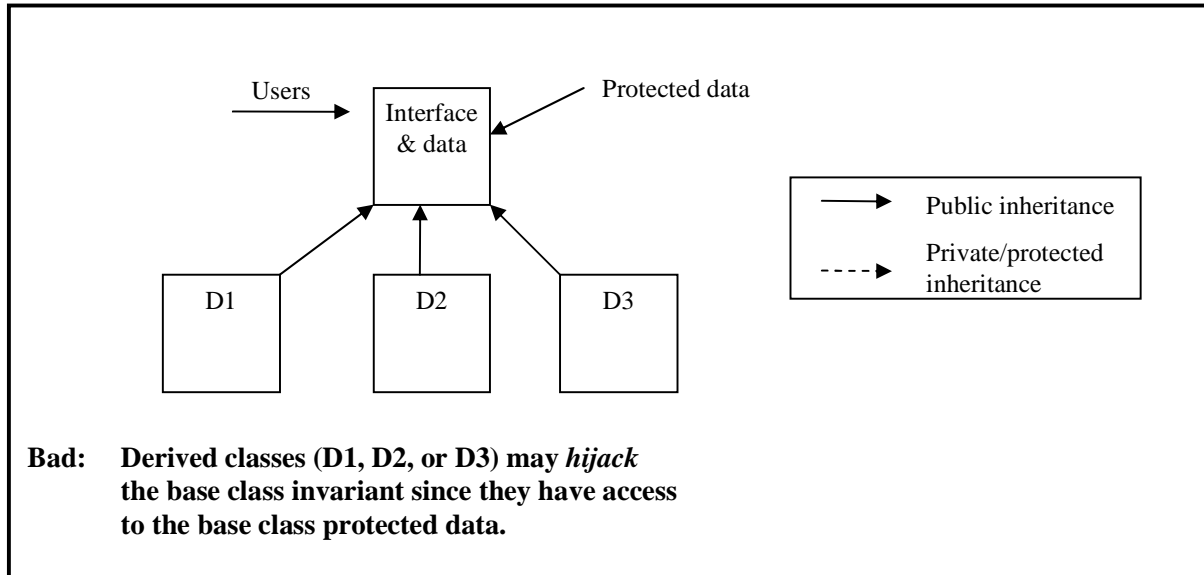 Users
Protected data
Interface
& data
Public inheritance
Private/protected
inheritance
D1
D2
D3
Bad: Derived classes (D1, D2, or D3) may hijack
the base class invariant since they have access
to the base class protected data.